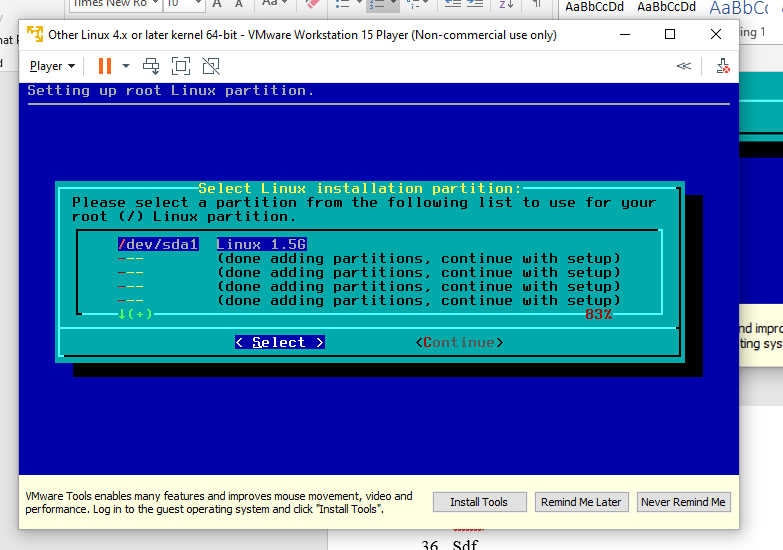 Times New Ro
10
A A
Aa
AaBbCcDd AaBbCcDd AaBbCc
ing 1
Other Linux 4.x or later kernel 64-bit - VMware Workstation 15 Player (Non-commercial use only)
Player
Setting up root Linux partition.
Select Linux installation partition:
Please select a partition from the following list to use for your
root (/) Linux partition.
/dev/sda1 Linux 1.5G
--- (done adding partitions, continue with setup)
--- (done adding partitions, continue with setup)
--- (done adding partitions, continue with setup)
--- (done adding partitions, continue with setup)
↓(+) 83%
< Select > <Continue>
nd impro
ting sys
VMware Tools enables many features and improves mouse movement, video and
performance. Log in to the guest operating system and click "Install Tools".
Install Tools
Remind Me Later
Never Remind Me
36. Sdf